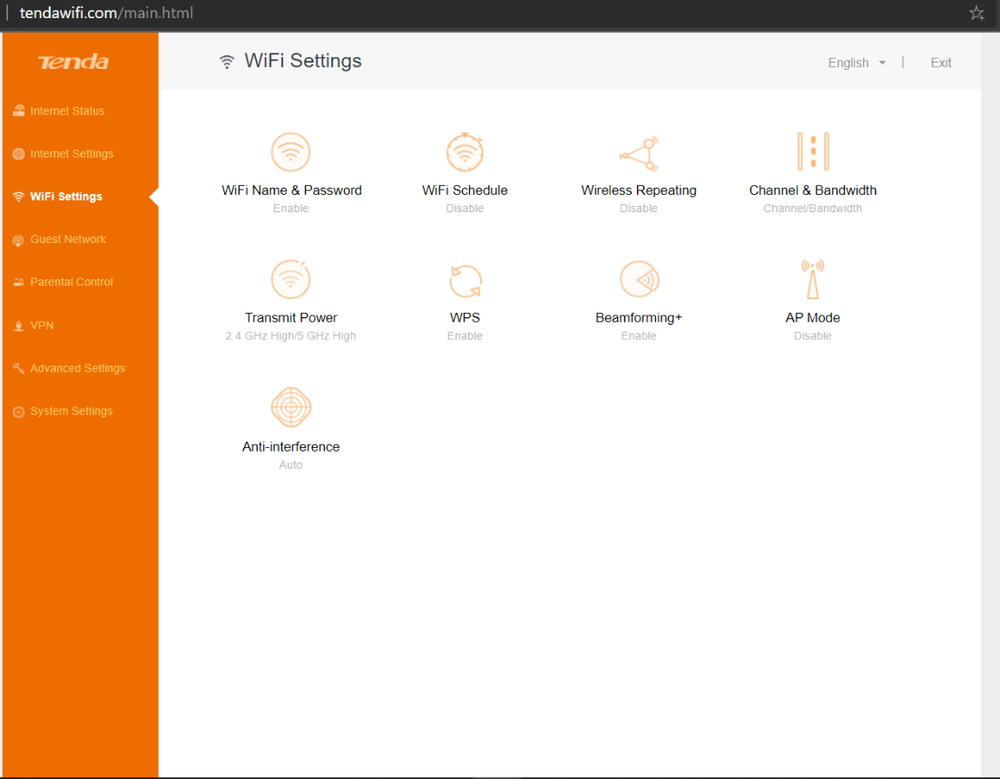 tendawifi.com/main.html
Tenda
WiFi Settings
English
|
Exit
Internet Status
Internet Settings
WiFi Settings
Guest Network
Parental Control
VPN
Advanced Settings
System Settings
WiFi Name & Password
Enable
WiFi Schedule
Disable
Wireless Repeating
Disable
Channel & Bandwidth
Channel/Bandwidth
Transmit Power
2.4 GHz High/5 GHz High
WPS
Enable
Beamforming+
Enable
AP Mode
Disable
Anti-interference
Auto